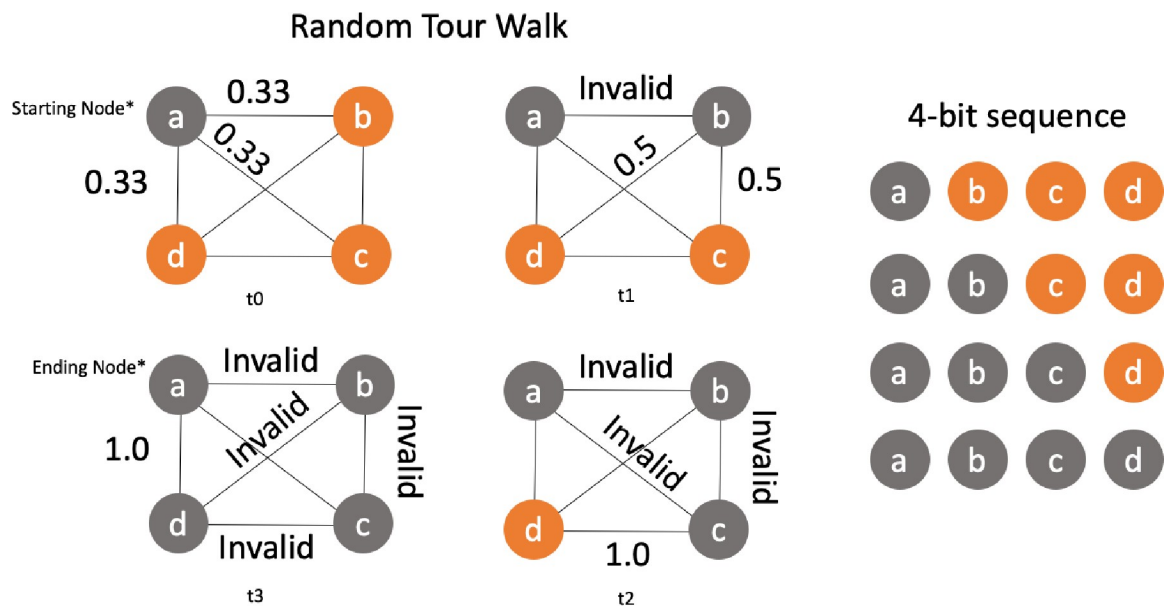 Random Tour Walk
Starting Node*
a
0.33
b
0.33
0.33
d
c
t0
a
Invalid
b
0.5
0.5
d
c
t1
Ending Node*
a
Invalid
b
1.0
Invalid
Invalid
d
Invalid
c
t3
a
Invalid
b
Invalid
Invalid
d
1.0
c
t2
4-bit sequence
a b c d
a b c d
a b c d
a b c d